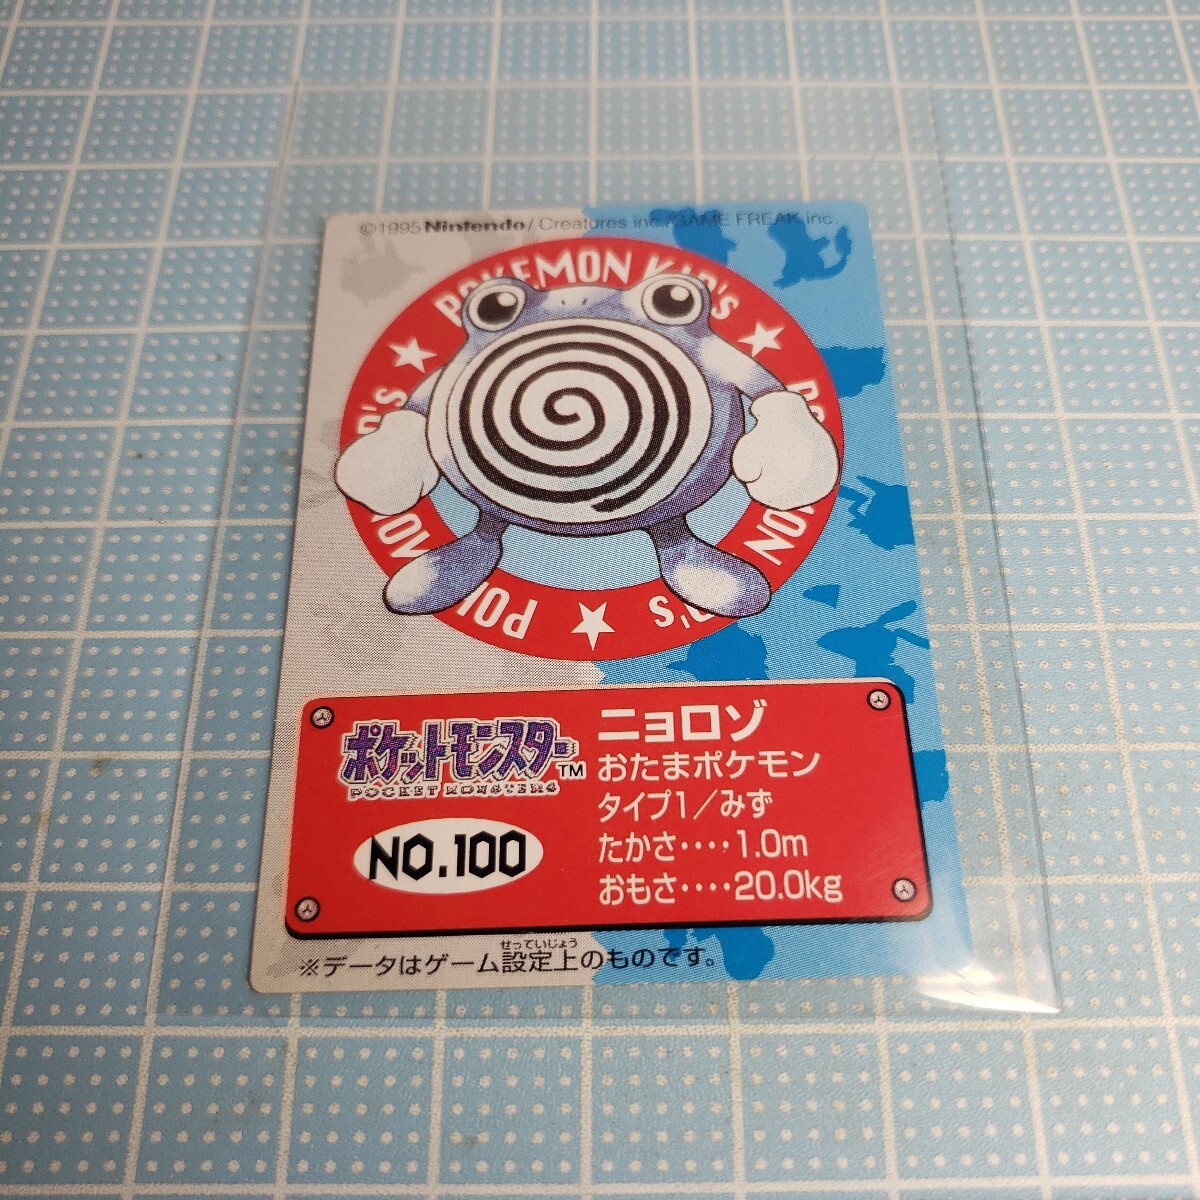 ©1995 Nintendo/Creatures inc./GAME FREAK inc.
POKEMON KID'S
ポケットモンスター TM
POCKET MONSTERS
NO.100
ニョロゾ
おたまポケモン
タイプ1/みず
たかさ‥‥1.0m
おもさ‥‥20.0kg
せっていじょう
※データはゲーム設定上のものです。